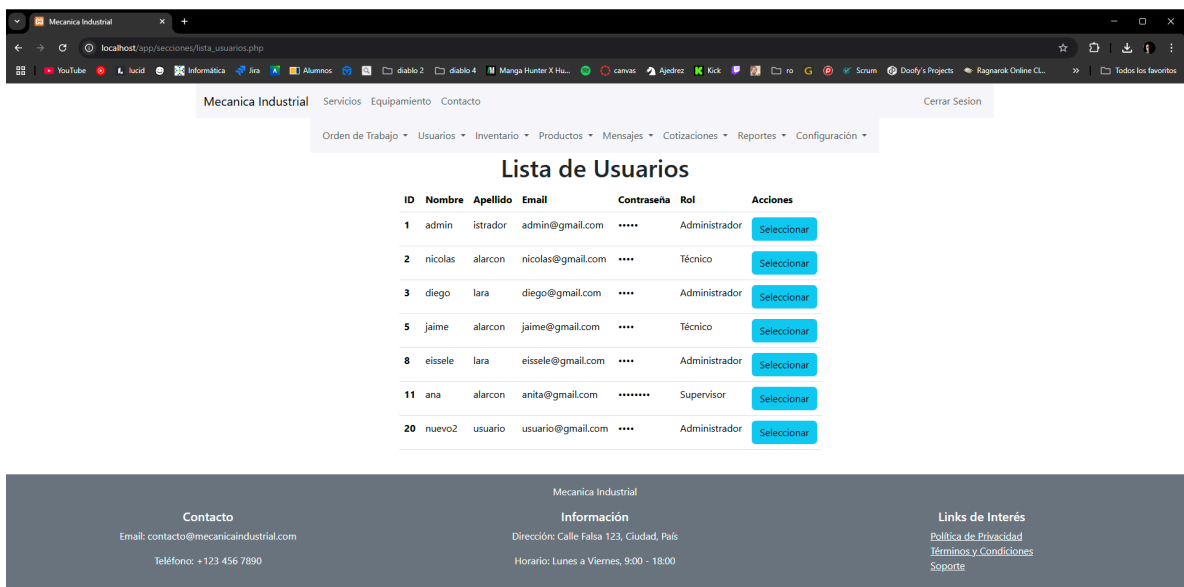 Mecanica Industrial
localhost/app/secciones/lista_usuarios.php
YouTube lucid Informática Jira Alumnos diablo 2 diablo 4 Manga Hunter X Hu... canvas Ajedrez Kick ro Scrum Doofy's Projects Ragnarok Online Cl... » Todos los favoritos
Mecanica Industrial Servicios Equipamiento Contacto Cerrar Sesion
Orden de Trabajo Usuarios Inventario Productos Mensajes Cotizaciones Reportes Configuración
Lista de Usuarios
ID Nombre Apellido Email Contraseña Rol Acciones
1 admin istrador admin@gmail.com ••••• Administrador Seleccionar
2 nicolas alarcon nicolas@gmail.com •••• Técnico Seleccionar
3 diego lara diego@gmail.com •••• Administrador Seleccionar
5 jaime alarcon jaime@gmail.com •••• Técnico Seleccionar
8 eissele lara eissele@gmail.com •••• Administrador Seleccionar
11 ana alarcon anita@gmail.com •••••••• Supervisor Seleccionar
20 nuevo2 usuario usuario@gmail.com •••• Administrador Seleccionar
Mecanica Industrial
Contacto
Email: contacto@mecanicaindustrial.com
Teléfono: +123 456 7890
Información
Dirección: Calle Falsa 123, Ciudad, País
Horario: Lunes a Viernes, 9:00 - 18:00
Links de Interés
Política de Privacidad
Términos y Condiciones
Soporte